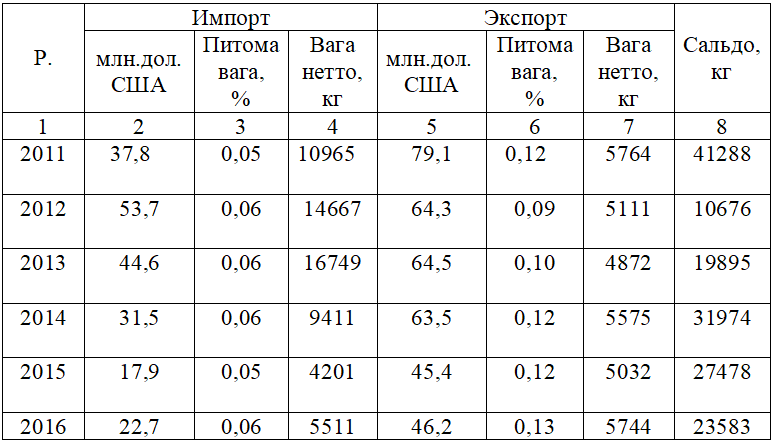 Р. Импорт Экспорт Сальдо, кг
млн.дол. США Питома вага, % Вага нетто, кг млн.дол. США Питома вага, % Вага нетто, кг
1 2 3 4 5 6 7 8
2011 37,8 0,05 10965 79,1 0,12 5764 41288
2012 53,7 0,06 14667 64,3 0,09 5111 10676
2013 44,6 0,06 16749 64,5 0,10 4872 19895
2014 31,5 0,06 9411 63,5 0,12 5575 31974
2015 17,9 0,05 4201 45,4 0,12 5032 27478
2016 22,7 0,06 5511 46,2 0,13 5744 23583